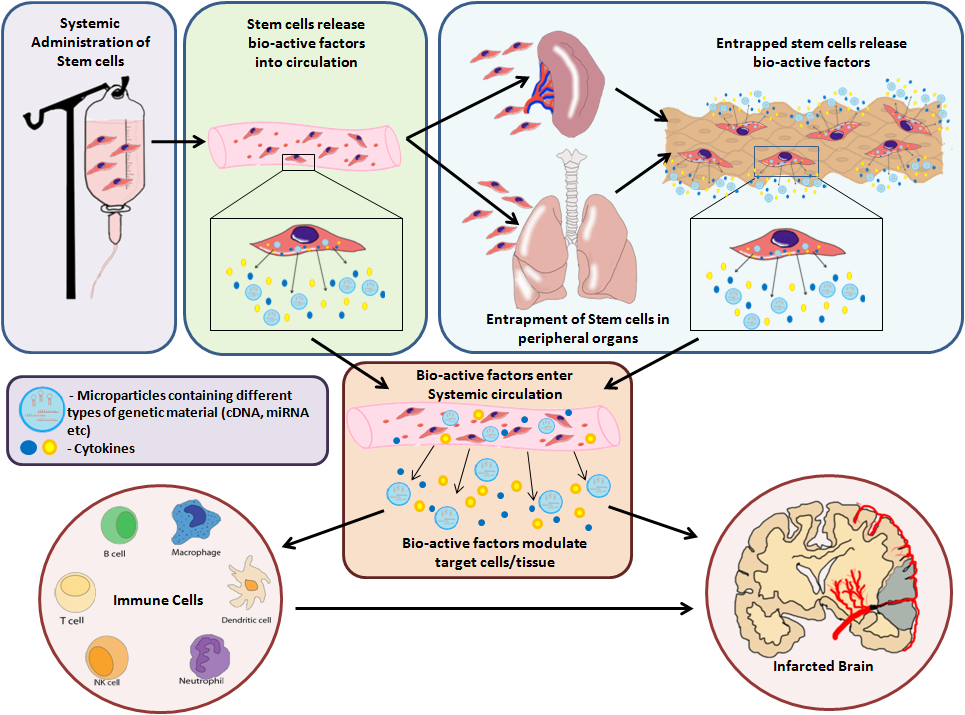 Systemic
Administration of
Stem cells
Stem cells release
bio-active factors
into circulation
Entrapped stem cells release
bio-active factors
Entrapment of Stem cells in
peripheral organs
- Microparticles containing different
types of genetic material (cDNA, miRNA
etc)
- Cytokines
Bio-active factors enter
Systemic circulation
Bio-active factors modulate
target cells/tissue
B cell
Macrophage
T cell
Immune Cells
Dendritic cell
NK cell
Neutrophil
Infarcted Brain